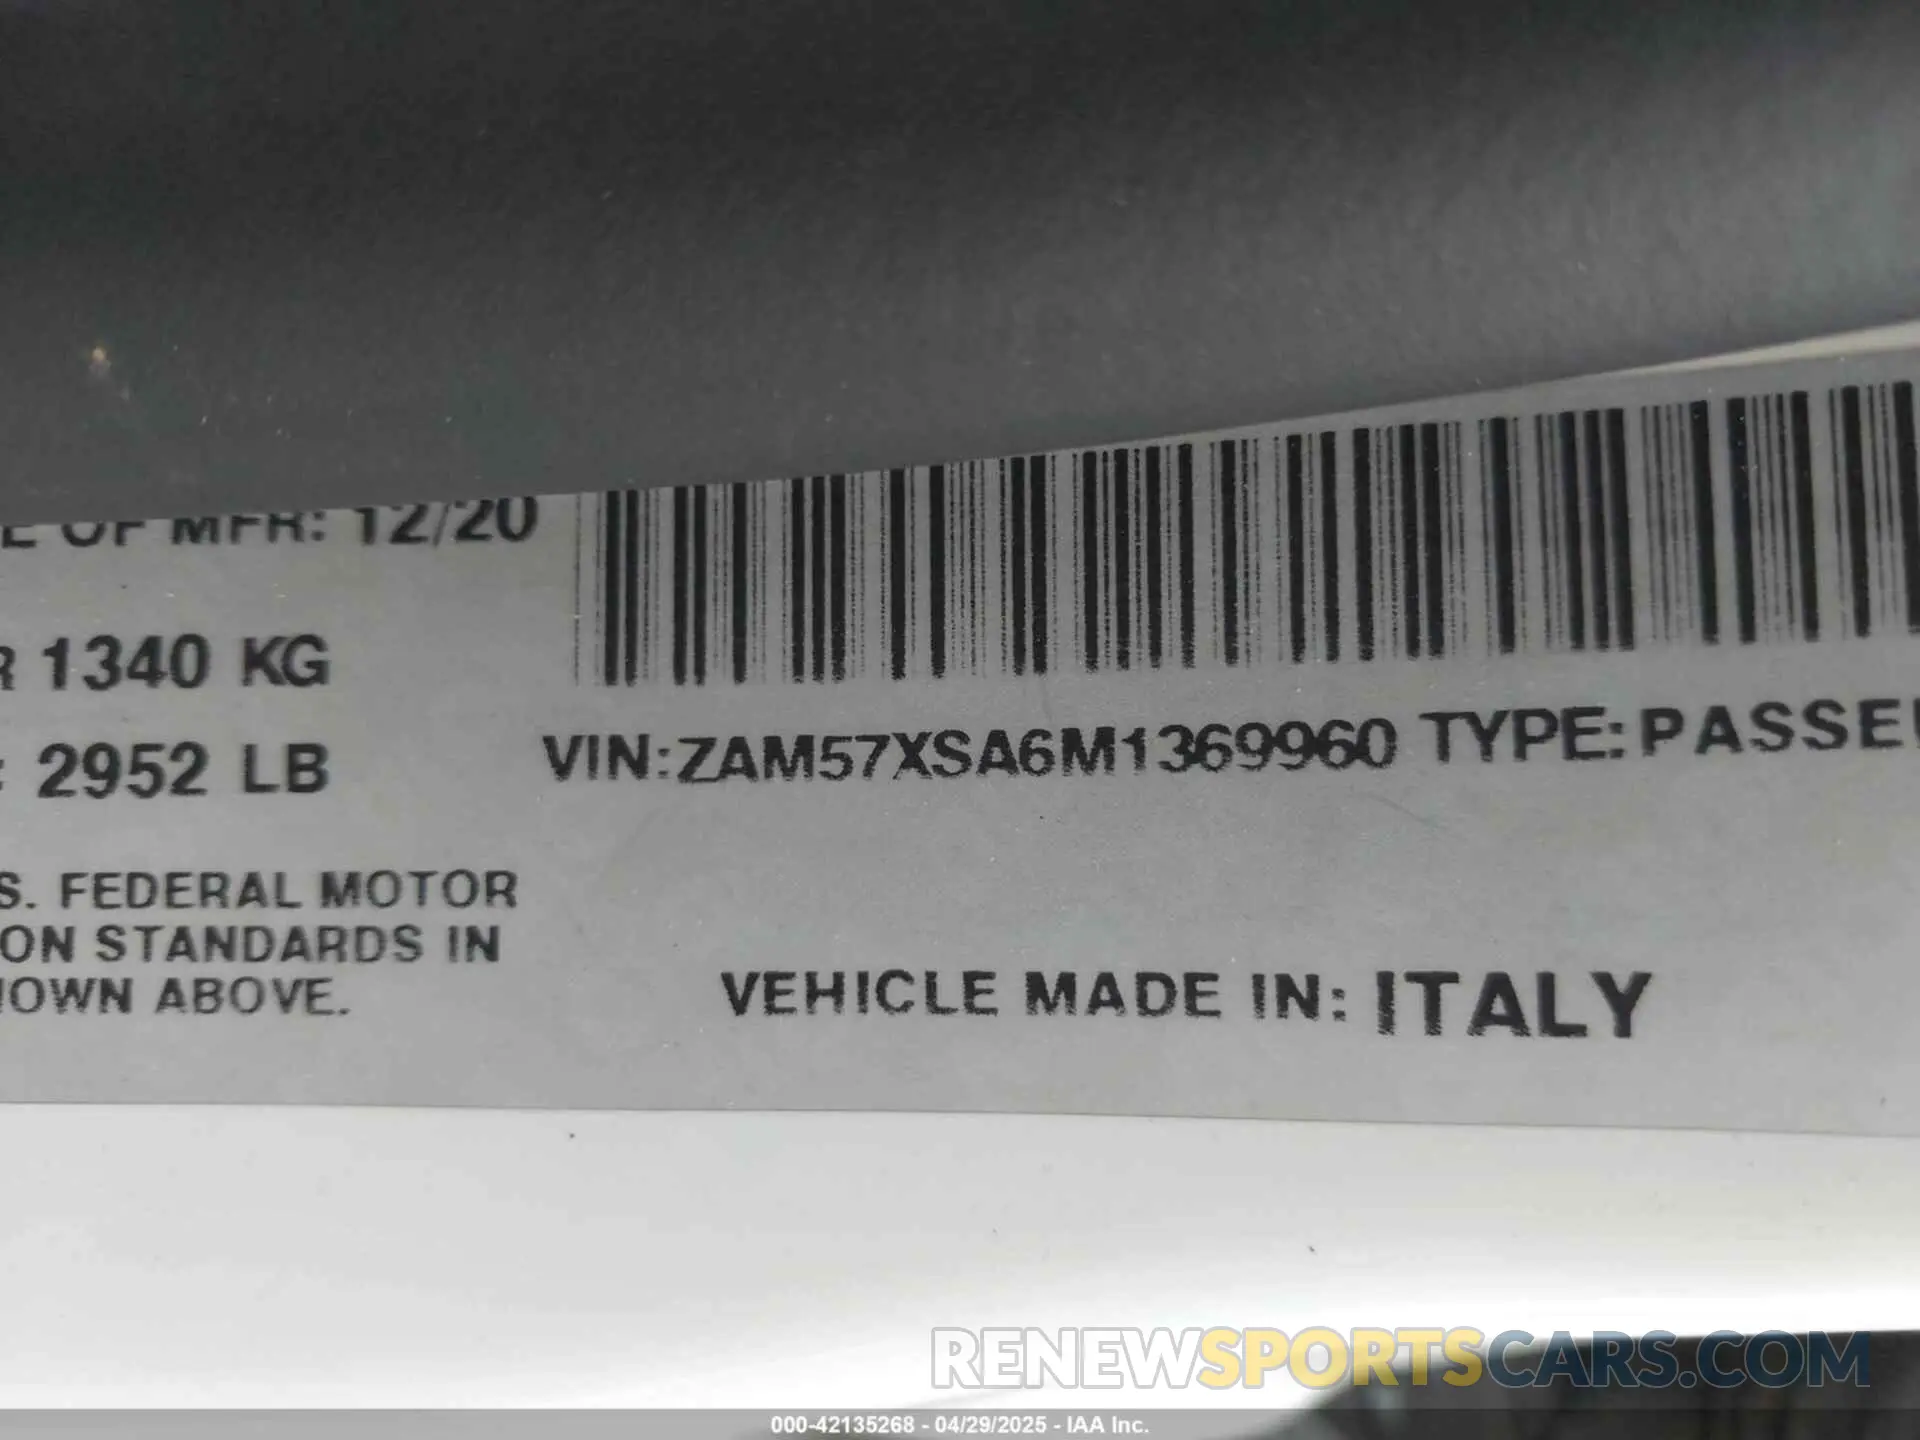 E OF MFR: 12/20
R 1340 KG
: 2952 LB
VIN:ZAM57XSA6M1369960 TYPE:PASSE
S. FEDERAL MOTOR
ON STANDARDS IN
OWN ABOVE.
VEHICLE MADE IN: ITALY
RENEWSPORTSCARS.COM
000-42135268 - 04/29/2025 - IAA Inc.